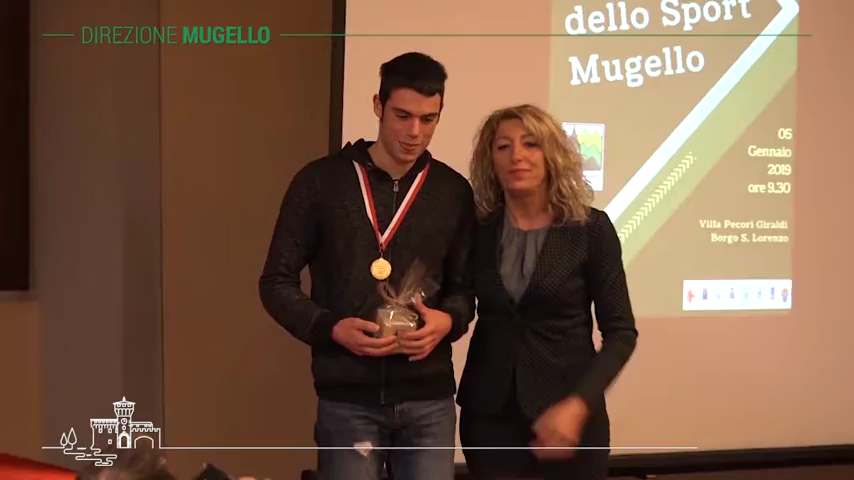 DIREZIONE MUGELLO
dello Sport
Mugello
05
Gennaio
2019
ore 9.30
Villa Pecori Giraldi
Borgo S. Lorenzo